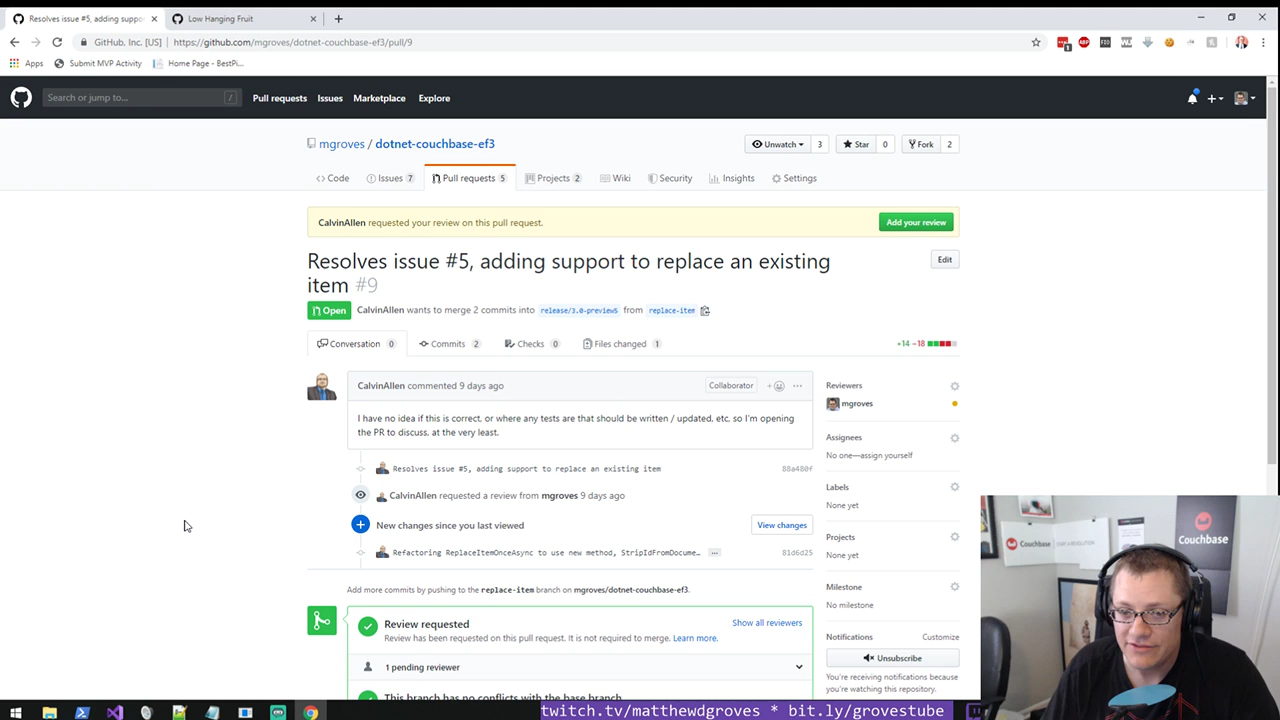 Resolves issue #5, adding suppo
Low Hanging Fruit
GitHub, Inc. [US]
https://github.com/mgroves/dotnet-couchbase-ef3/pull/9
Apps
Submit MVP Activity
Home Page - BestPi...
Search or jump to...
/
Pull requests
Issues
Marketplace
Explore
mgroves / dotnet-couchbase-ef3
Unwatch
3
Star
0
Fork
2
Code
Issues 7
Pull requests 5
Projects 2
Wiki
Security
Insights
Settings
CalvinAllen requested your review on this pull request.
Add your review
Resolves issue #5, adding support to replace an existing
item #9
Edit
Open
CalvinAllen wants to merge 2 commits into release/3.0-preview5 from replace-item
Conversation 0
Commits 2
Checks 0
Files changed 1
+14 −18
CalvinAllen commented 9 days ago
Collaborator
I have no idea if this is correct, or where any tests are that should be written / updated, etc, so I'm opening
the PR to discuss, at the very least.
Resolves issue #5, adding support to replace an existing item
88a480f
CalvinAllen requested a review from mgroves 9 days ago
New changes since you last viewed
View changes
Refactoring ReplaceItemOnceAsync to use new method, StripIdFromDocume…
81d6d25
Add more commits by pushing to the replace-item branch on mgroves/dotnet-couchbase-ef3.
Review requested
Show all reviewers
Review has been requested on this pull request. It is not required to merge. Learn more.
1 pending reviewer
This branch has no conflicts with the base branch
Reviewers
mgroves
Assignees
No one—assign yourself
Labels
None yet
Projects
None yet
Milestone
No milestone
Notifications
Customize
Unsubscribe
You're receiving notifications because
you're watching this repository.
Couchbase
Couchbase
twitch.tv/matthewdgroves * bit.ly/grovestube